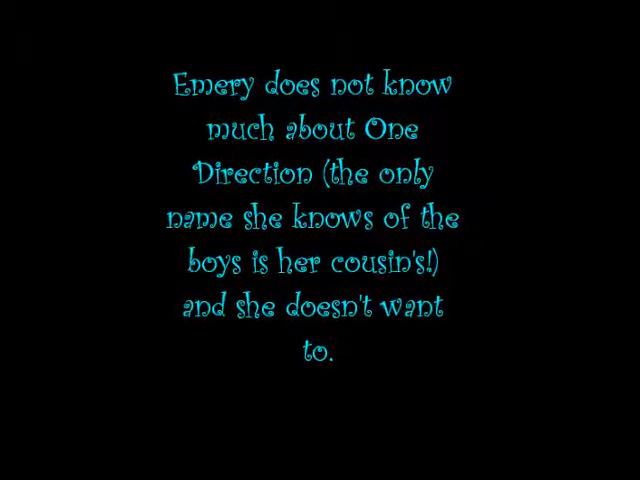 Emery does not know
much about One
Direction (the only
name she knows of the
boys is her cousin's!)
and she doesn't want
to.